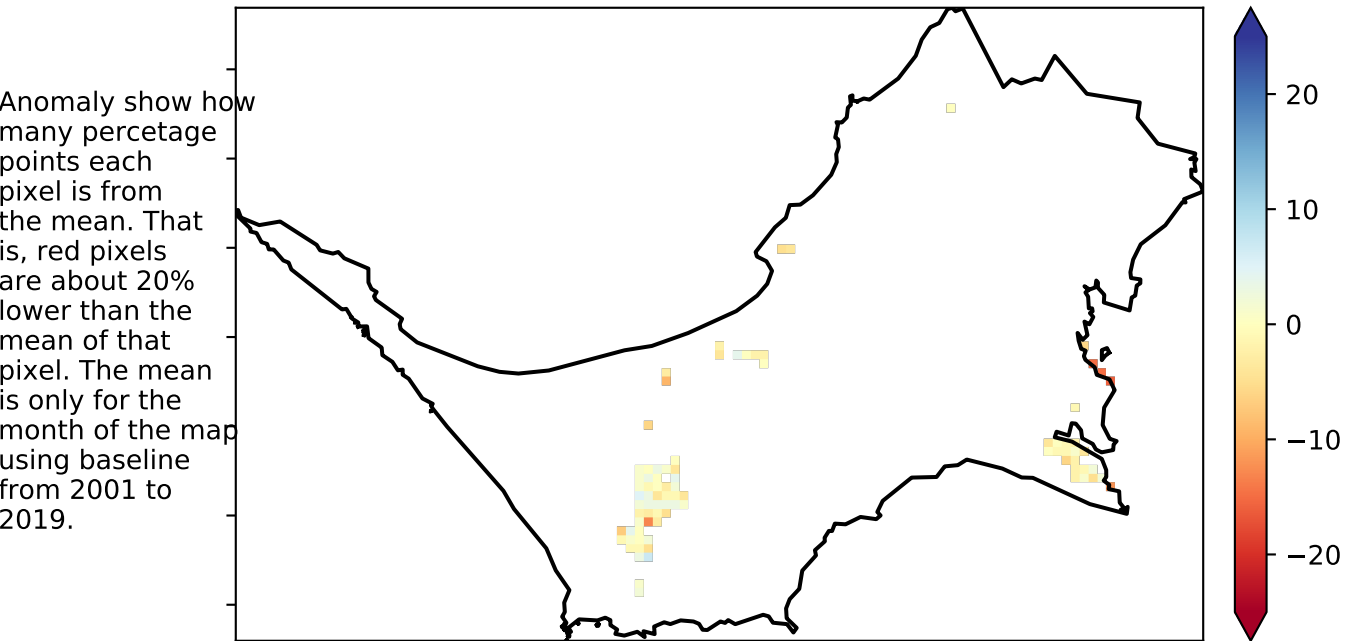 Anomaly show how
many percetage
points each
pixel is from
the mean. That
is, red pixels
are about 20%
lower than the
mean of that
pixel. The mean
is only for the
month of the map
using baseline
from 2001 to
2019.
20
10
0
−10
−20